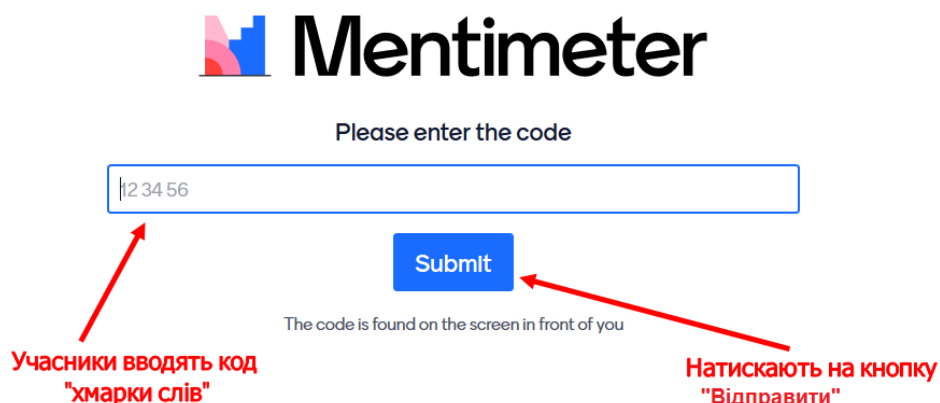 Mentimeter
Please enter the code
12 34 56
Submit
The code is found on the screen in front of you
Учасники вводять код
"хмарки слів"
Натискають на кнопку
"Відправити"